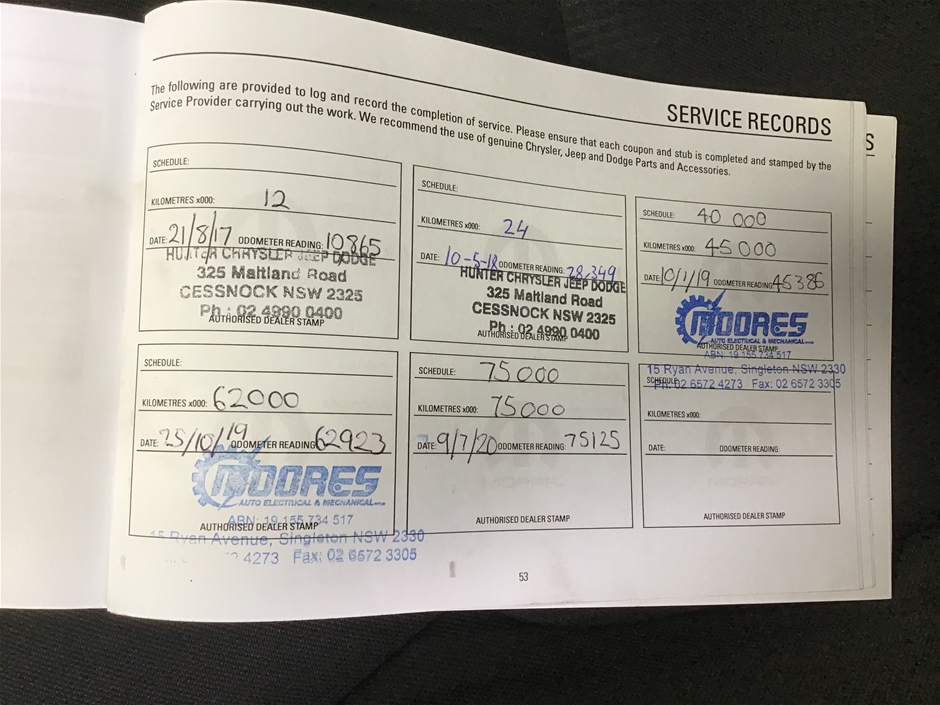 SERVICE RECORDS
The following are provided to log and record the completion of service. Please ensure that each coupon and stub is completed and stamped by the
Service Provider carrying out the work. We recommend the use of genuine Chrysler, Jeep and Dodge Parts and Accessories.
SCHEDULE:
KILOMETRES x000: 12
DATE: 21/8/17 ODOMETER READING: 10865
HUNTER CHRYSLER JEEP DODGE
325 Maitland Road
CESSNOCK NSW 2325
Ph : 02 4990 0400
AUTHORISED DEALER STAMP
SCHEDULE:
KILOMETRES x000: 24
DATE: 10-5-18 ODOMETER READING: 28,349
HUNTER CHRYSLER JEEP DODGE
325 Maitland Road
CESSNOCK NSW 2325
Ph : 02 4990 0400
AUTHORISED DEALER STAMP
SCHEDULE: 40 000
KILOMETRES x000: 45000
DATE: 10/1/19 ODOMETER READING: 45386
MOORES
AUTO ELECTRICAL & MECHANICAL
AUTHORISED DEALER STAMP
ABN: 19 155 734 517
15 Ryan Avenue, Singleton NSW 2330
Ph: 02 6572 4273 Fax: 02 6572 3305
SCHEDULE:
KILOMETRES x000: 62000
DATE: 25/10/19 ODOMETER READING: 62923
MOORES
AUTO ELECTRICAL & MECHANICAL
ABN: 19 155 734 517
AUTHORISED DEALER STAMP
15 Ryan Avenue, Singleton NSW 2330
4273 Fax: 02 6572 3305
SCHEDULE: 75000
KILOMETRES x000: 75000
DATE: 9/7/20 ODOMETER READING: 75125
AUTHORISED DEALER STAMP
SCHEDULE:
KILOMETRES x000:
DATE: ODOMETER READING:
AUTHORISED DEALER STAMP
53
S